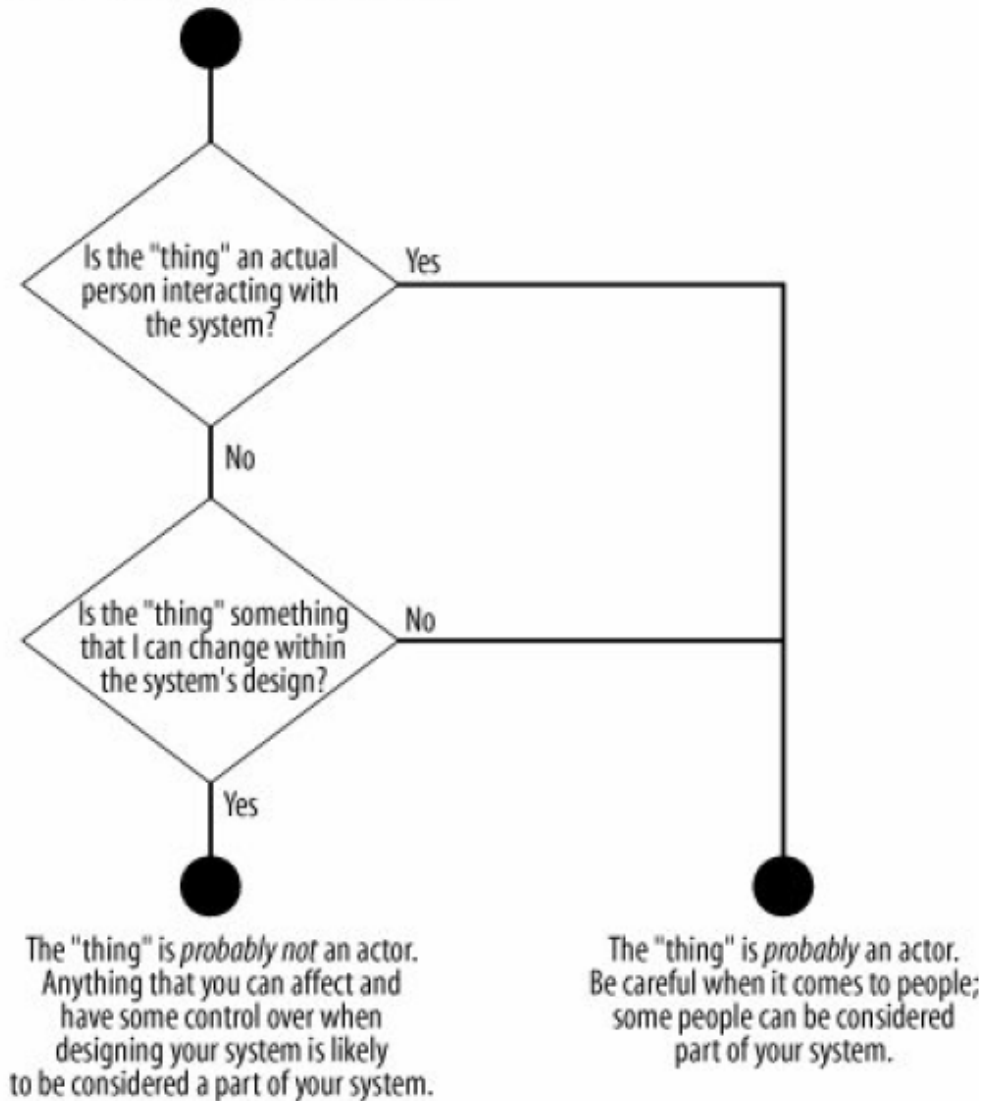 Is the "thing" an actual
person interacting with
the system?
Yes
No
Is the "thing" something
that I can change within
the system's design?
No
Yes
The "thing" is probably not an actor.
Anything that you can affect and
have some control over when
designing your system is likely
to be considered a part of your system.
The "thing" is probably an actor.
Be careful when it comes to people;
some people can be considered
part of your system.